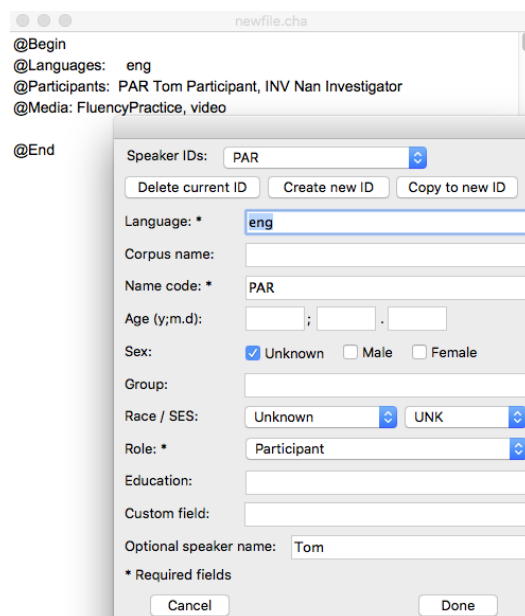 newfile.cha
@Begin
@Languages: eng
@Participants: PAR Tom Participant, INV Nan Investigator
@Media: FluencyPractice, video
@End
Speaker IDs: PAR
Delete current ID Create new ID Copy to new ID
Language: * eng
Corpus name:
Name code: * PAR
Age (y;m.d): ; .
Sex: Unknown Male Female
Group:
Race / SES: Unknown UNK
Role: * Participant
Education:
Custom field:
Optional speaker name: Tom
* Required fields
Cancel Done